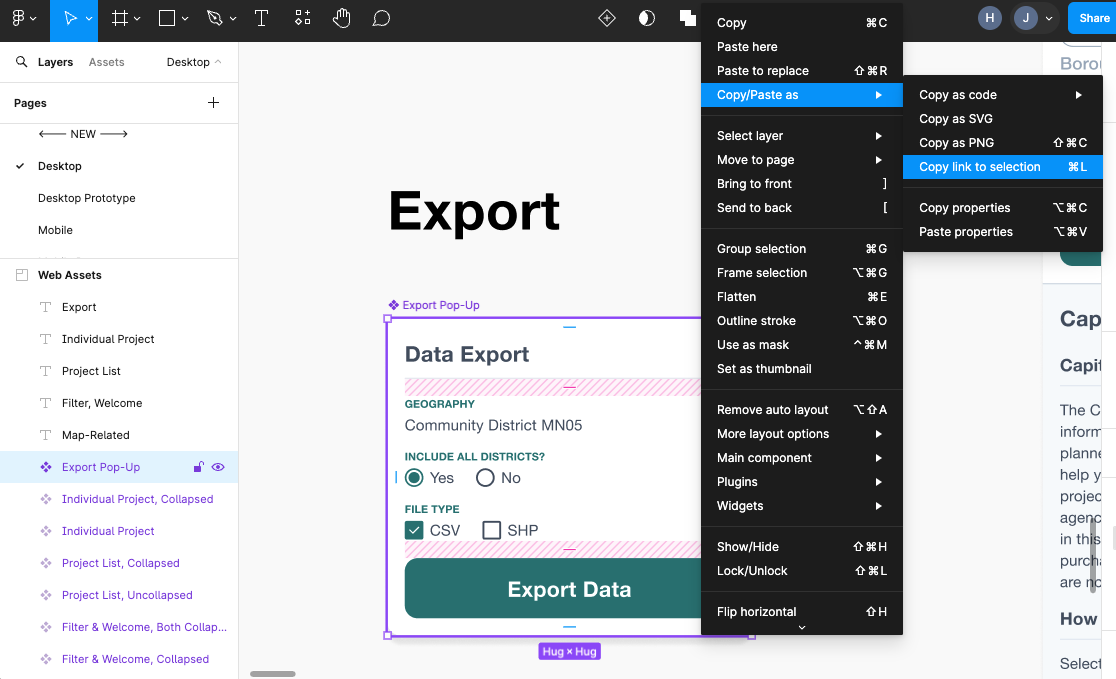 H
J
Share
Layers
Assets
Desktop
Pages
NEW
Desktop
Desktop Prototype
Mobile
Web Assets
Export
Individual Project
Project List
Filter, Welcome
Map-Related
Export Pop-Up
Individual Project, Collapsed
Individual Project
Project List, Collapsed
Project List, Uncollapsed
Filter & Welcome, Both Collap...
Filter & Welcome, Collapsed
Export
Export Pop-Up
Data Export
GEOGRAPHY
Community District MN05
INCLUDE ALL DISTRICTS?
Yes No
FILE TYPE
CSV SHP
Export Data
Hug × Hug
Copy ⌘C
Paste here
Paste to replace ⇧⌘R
Copy/Paste as
Select layer
Move to page
Bring to front ]
Send to back [
Group selection ⌘G
Frame selection ⌥⌘G
Flatten ⌘E
Outline stroke ⌥⌘O
Use as mask ^⌘M
Set as thumbnail
Remove auto layout ⌥⇧A
More layout options
Main component
Plugins
Widgets
Show/Hide ⇧⌘H
Lock/Unlock ⇧⌘L
Flip horizontal ⇧H
Copy as code
Copy as SVG
Copy as PNG ⇧⌘C
Copy link to selection ⌘L
Copy properties ⌥⌘C
Paste properties ⌥⌘V
Borou
Cap
Capit
The C
inform
planne
help y
projec
agenc
in this
purcha
are no
How
Select